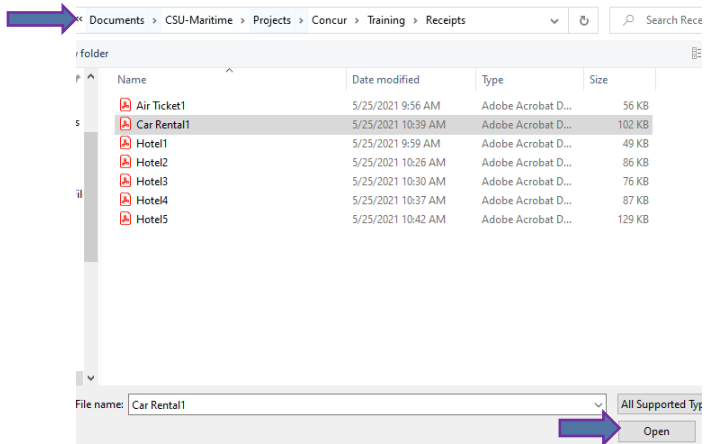 « Documents › CSU-Maritime › Projects › Concur › Training › Receipts Search Rece
folder
Name Date modified Type Size
Air Ticket1 5/25/2021 9:56 AM Adobe Acrobat D... 56 KB
Car Rental1 5/25/2021 10:39 AM Adobe Acrobat D... 102 KB
Hotel1 5/25/2021 9:59 AM Adobe Acrobat D... 49 KB
Hotel2 5/25/2021 10:26 AM Adobe Acrobat D... 86 KB
Hotel3 5/25/2021 10:30 AM Adobe Acrobat D... 76 KB
Hotel4 5/25/2021 10:37 AM Adobe Acrobat D... 87 KB
Hotel5 5/25/2021 10:42 AM Adobe Acrobat D... 129 KB
File name: Car Rental1 All Supported Typ
Open